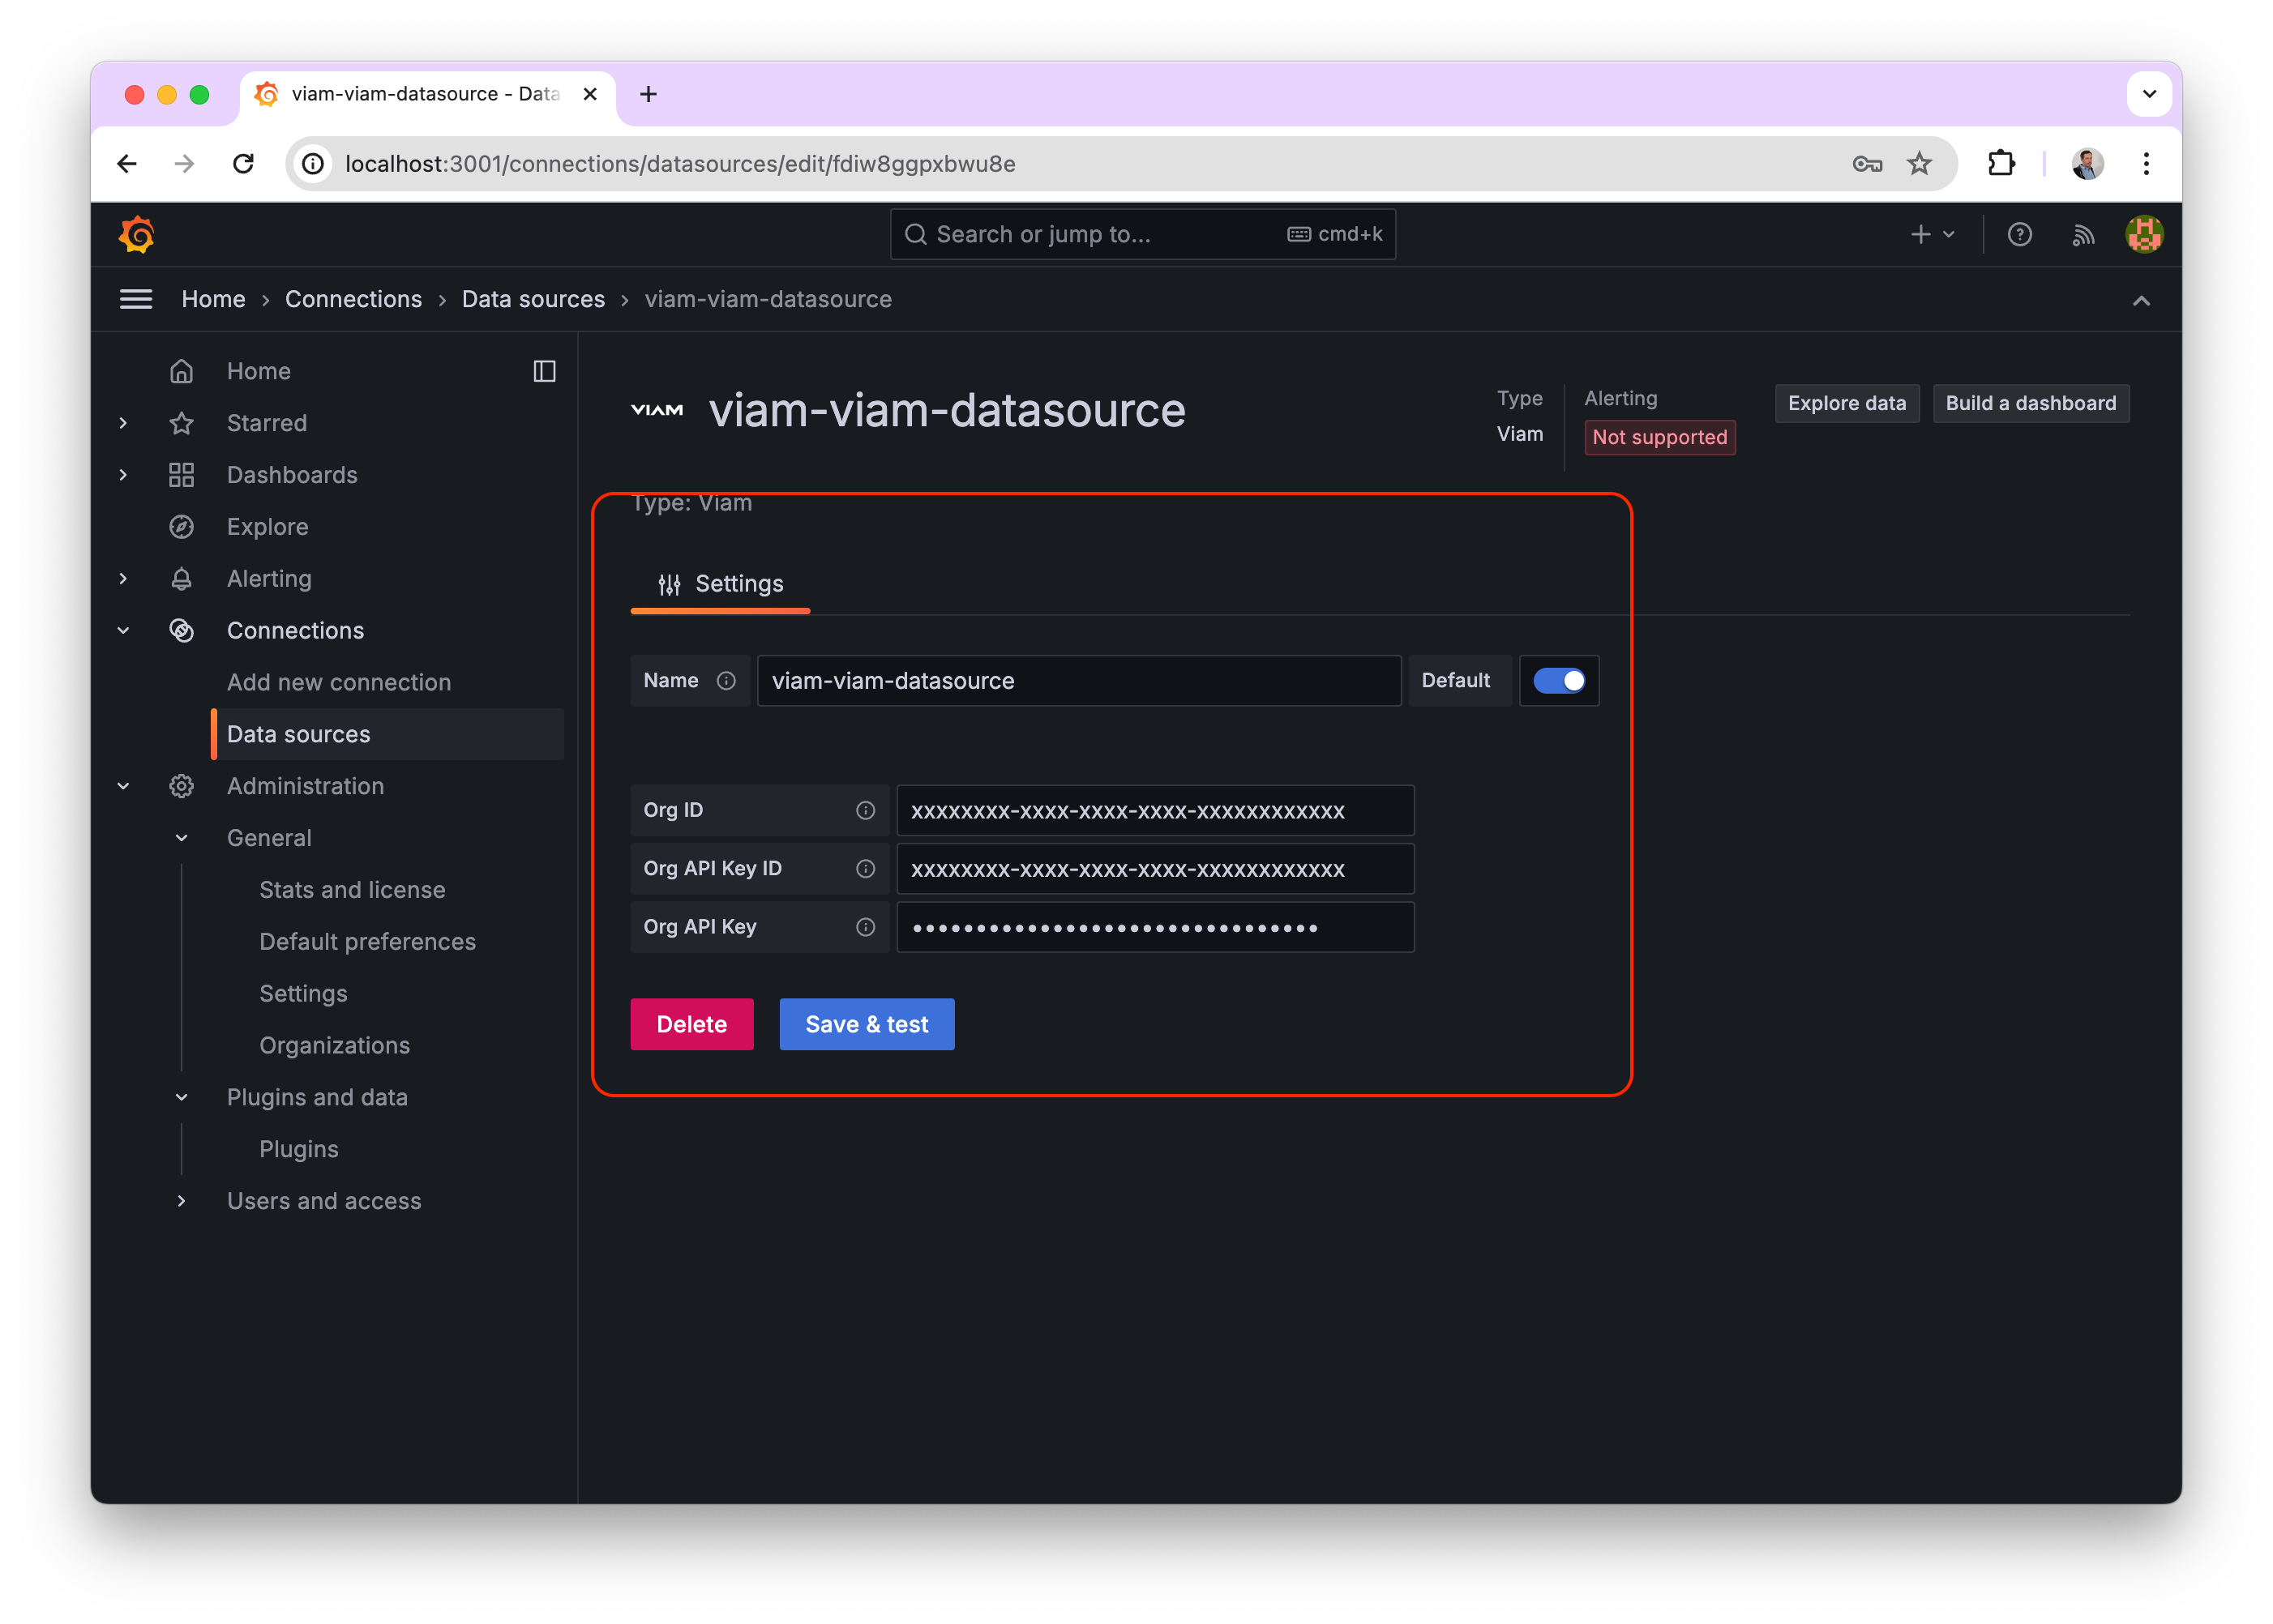 viam-viam-datasource - Data
localhost:3001/connections/datasources/edit/fdiw8ggpxbwu8e
Search or jump to...
cmd+k
Home
Connections
Data sources
viam-viam-datasource
Home
Starred
Dashboards
Explore
Alerting
Connections
Add new connection
Data sources
Administration
General
Stats and license
Default preferences
Settings
Organizations
Plugins and data
Plugins
Users and access
VIAM
viam-viam-datasource
Type
Viam
Alerting
Not supported
Explore data
Build a dashboard
Type: Viam
Settings
Name
viam-viam-datasource
Default
Org ID
xxxxxxxx-xxxx-xxxx-xxxx-xxxxxxxxxxxx
Org API Key ID
xxxxxxxx-xxxx-xxxx-xxxx-xxxxxxxxxxxx
Org API Key
••••••••••••••••••••••••••••••••
Delete
Save & test